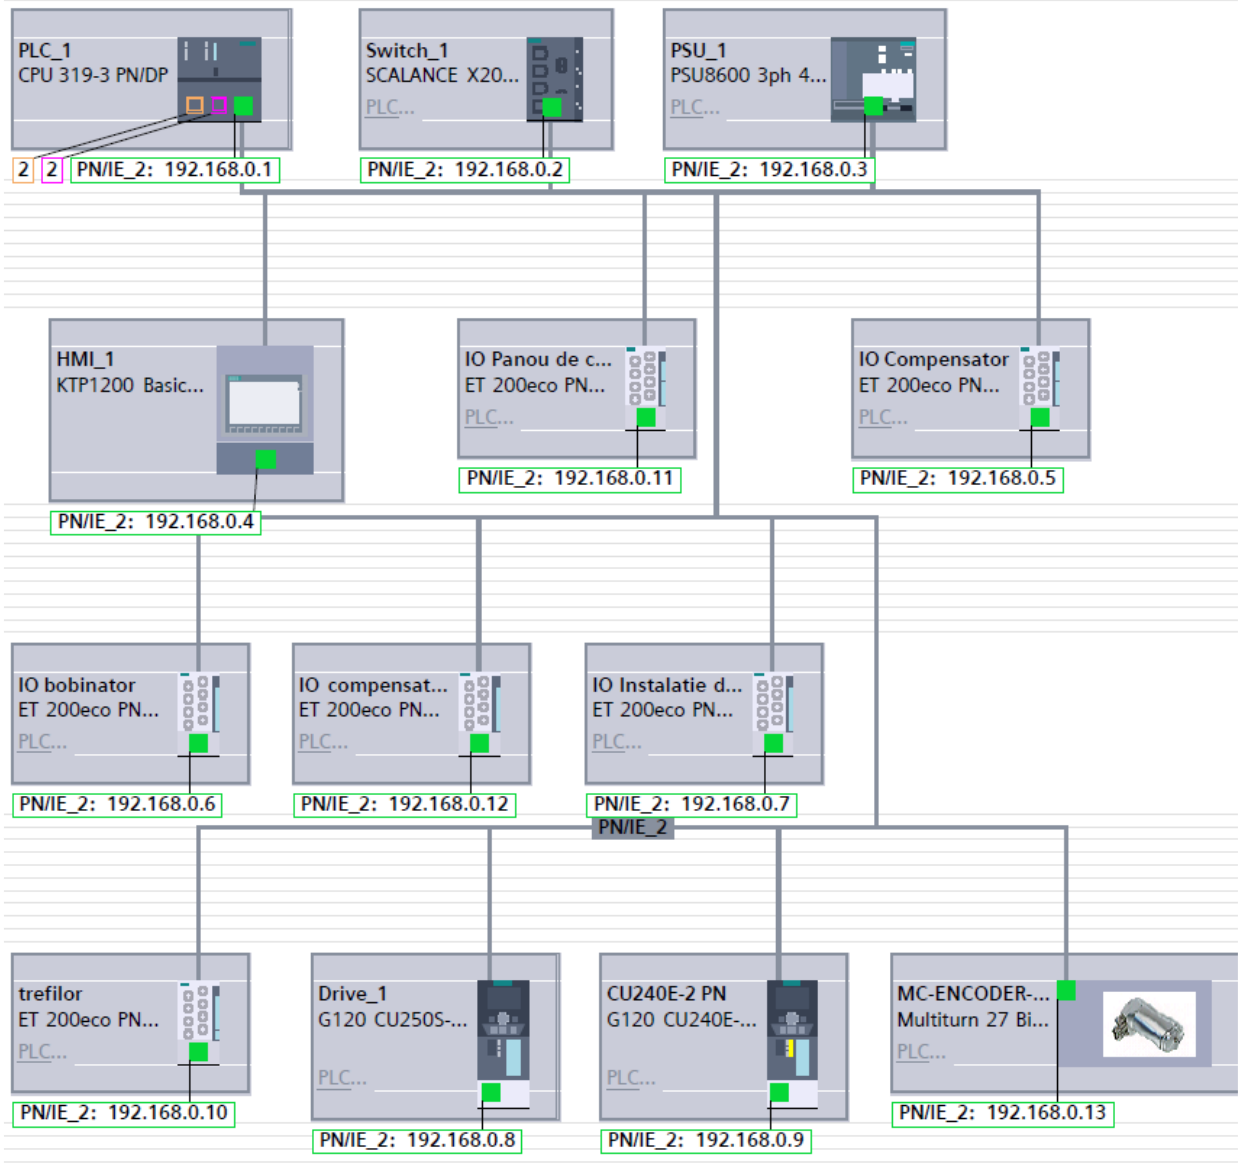 PLC_1
CPU 319-3 PN/DP
Switch_1
SCALANCE X20...
PLC...
PSU_1
PSU8600 3ph 4...
PLC...
2
2
PN/IE_2: 192.168.0.1
PN/IE_2: 192.168.0.2
PN/IE_2: 192.168.0.3
HMI_1
KTP1200 Basic...
IO Panou de c...
ET 200eco PN...
PLC...
IO Compensator
ET 200eco PN...
PLC...
PN/IE_2: 192.168.0.11
PN/IE_2: 192.168.0.5
PN/IE_2: 192.168.0.4
IO bobinator
ET 200eco PN...
PLC...
IO compensat...
ET 200eco PN...
PLC...
IO Instalatie d...
ET 200eco PN...
PLC...
PN/IE_2: 192.168.0.6
PN/IE_2: 192.168.0.12
PN/IE_2: 192.168.0.7
PN/IE_2
trefilor
ET 200eco PN...
PLC...
Drive_1
G120 CU250S-...
PLC...
CU240E-2 PN
G120 CU240E-...
PLC...
MC-ENCODER-...
Multiturn 27 Bi...
PLC...
PN/IE_2: 192.168.0.10
PN/IE_2: 192.168.0.8
PN/IE_2: 192.168.0.9
PN/IE_2: 192.168.0.13